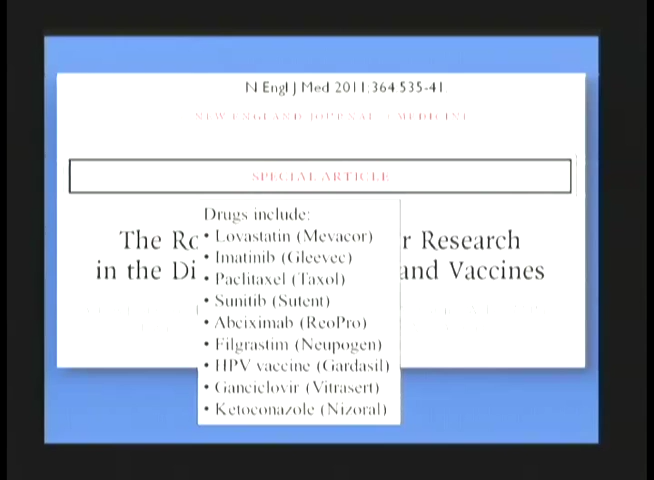 N Engl J Med 2011;364:535-41
NEW ENGLAND JOURNAL of MEDICINE
SPECIAL ARTICLE
Drugs include:
The Ro
r Research
in the Di
and Vaccines
• Lovastatin (Mevacor)
• Imatinib (Gleevec)
• Paclitaxel (Taxol)
• Sunitib (Sutent)
• Abciximab (ReoPro)
• Filgrastim (Neupogen)
• HPV vaccine (Gardasil)
• Ganciclovir (Vitrasert)
• Ketoconazole (Nizoral)